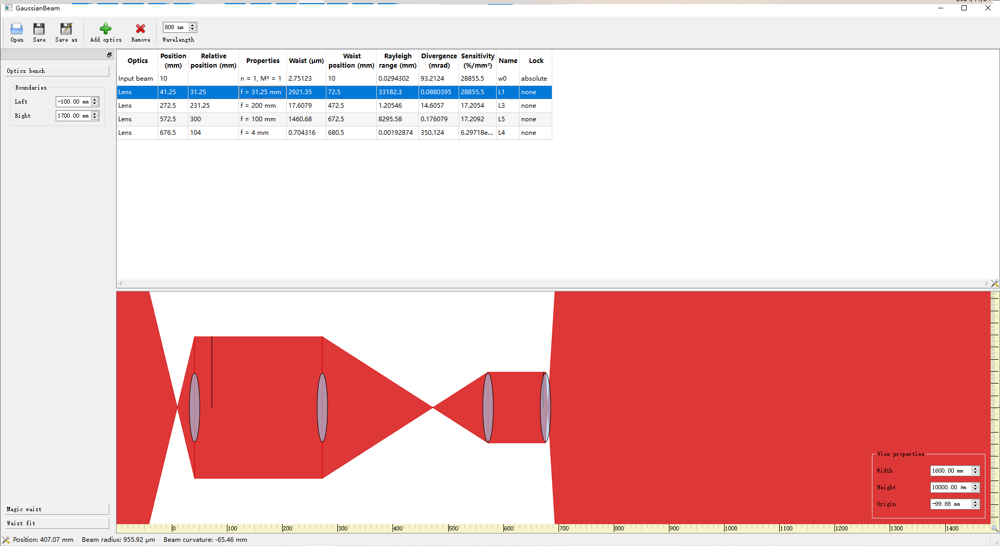 GaussianBeam
Open
Save
Save as
Add optics
Remove
808 nm
Wavelength
Optics bench
Boundaries
Left -100.00 mm
Right 1700.00 mm
Optics Position (mm) Relative position (mm) Properties Waist (µm) Waist position (mm) Rayleigh range (mm) Divergence (mrad) Sensitivity (%/mm²) Name Lock
Input beam 10 n = 1, M² = 1 2.75123 10 0.0294302 93.2124 28855.5 w0 absolute
Lens 41.25 31.25 f = 31.25 mm 2921.35 72.5 33182.3 0.0880395 28855.5 L1 none
Lens 272.5 231.25 f = 200 mm 17.6079 472.5 1.20546 14.6057 17.2054 L3 none
Lens 572.5 300 f = 100 mm 1460.68 672.5 8295.58 0.176079 17.2092 L5 none
Lens 676.5 104 f = 4 mm 0.704316 680.5 0.00192874 350.124 6.29718e... L4 none
View properties
Width 1600.00 mm
Height 10000.00 µm
Origin -99.88 mm
Magic waist
Waist fit
0 100 200 300 400 500 600 700 800 900 1000 1100 1200 1300 1400
Position: 407.07 mm Beam radius: 955.92 µm Beam curvature: -65.46 mm